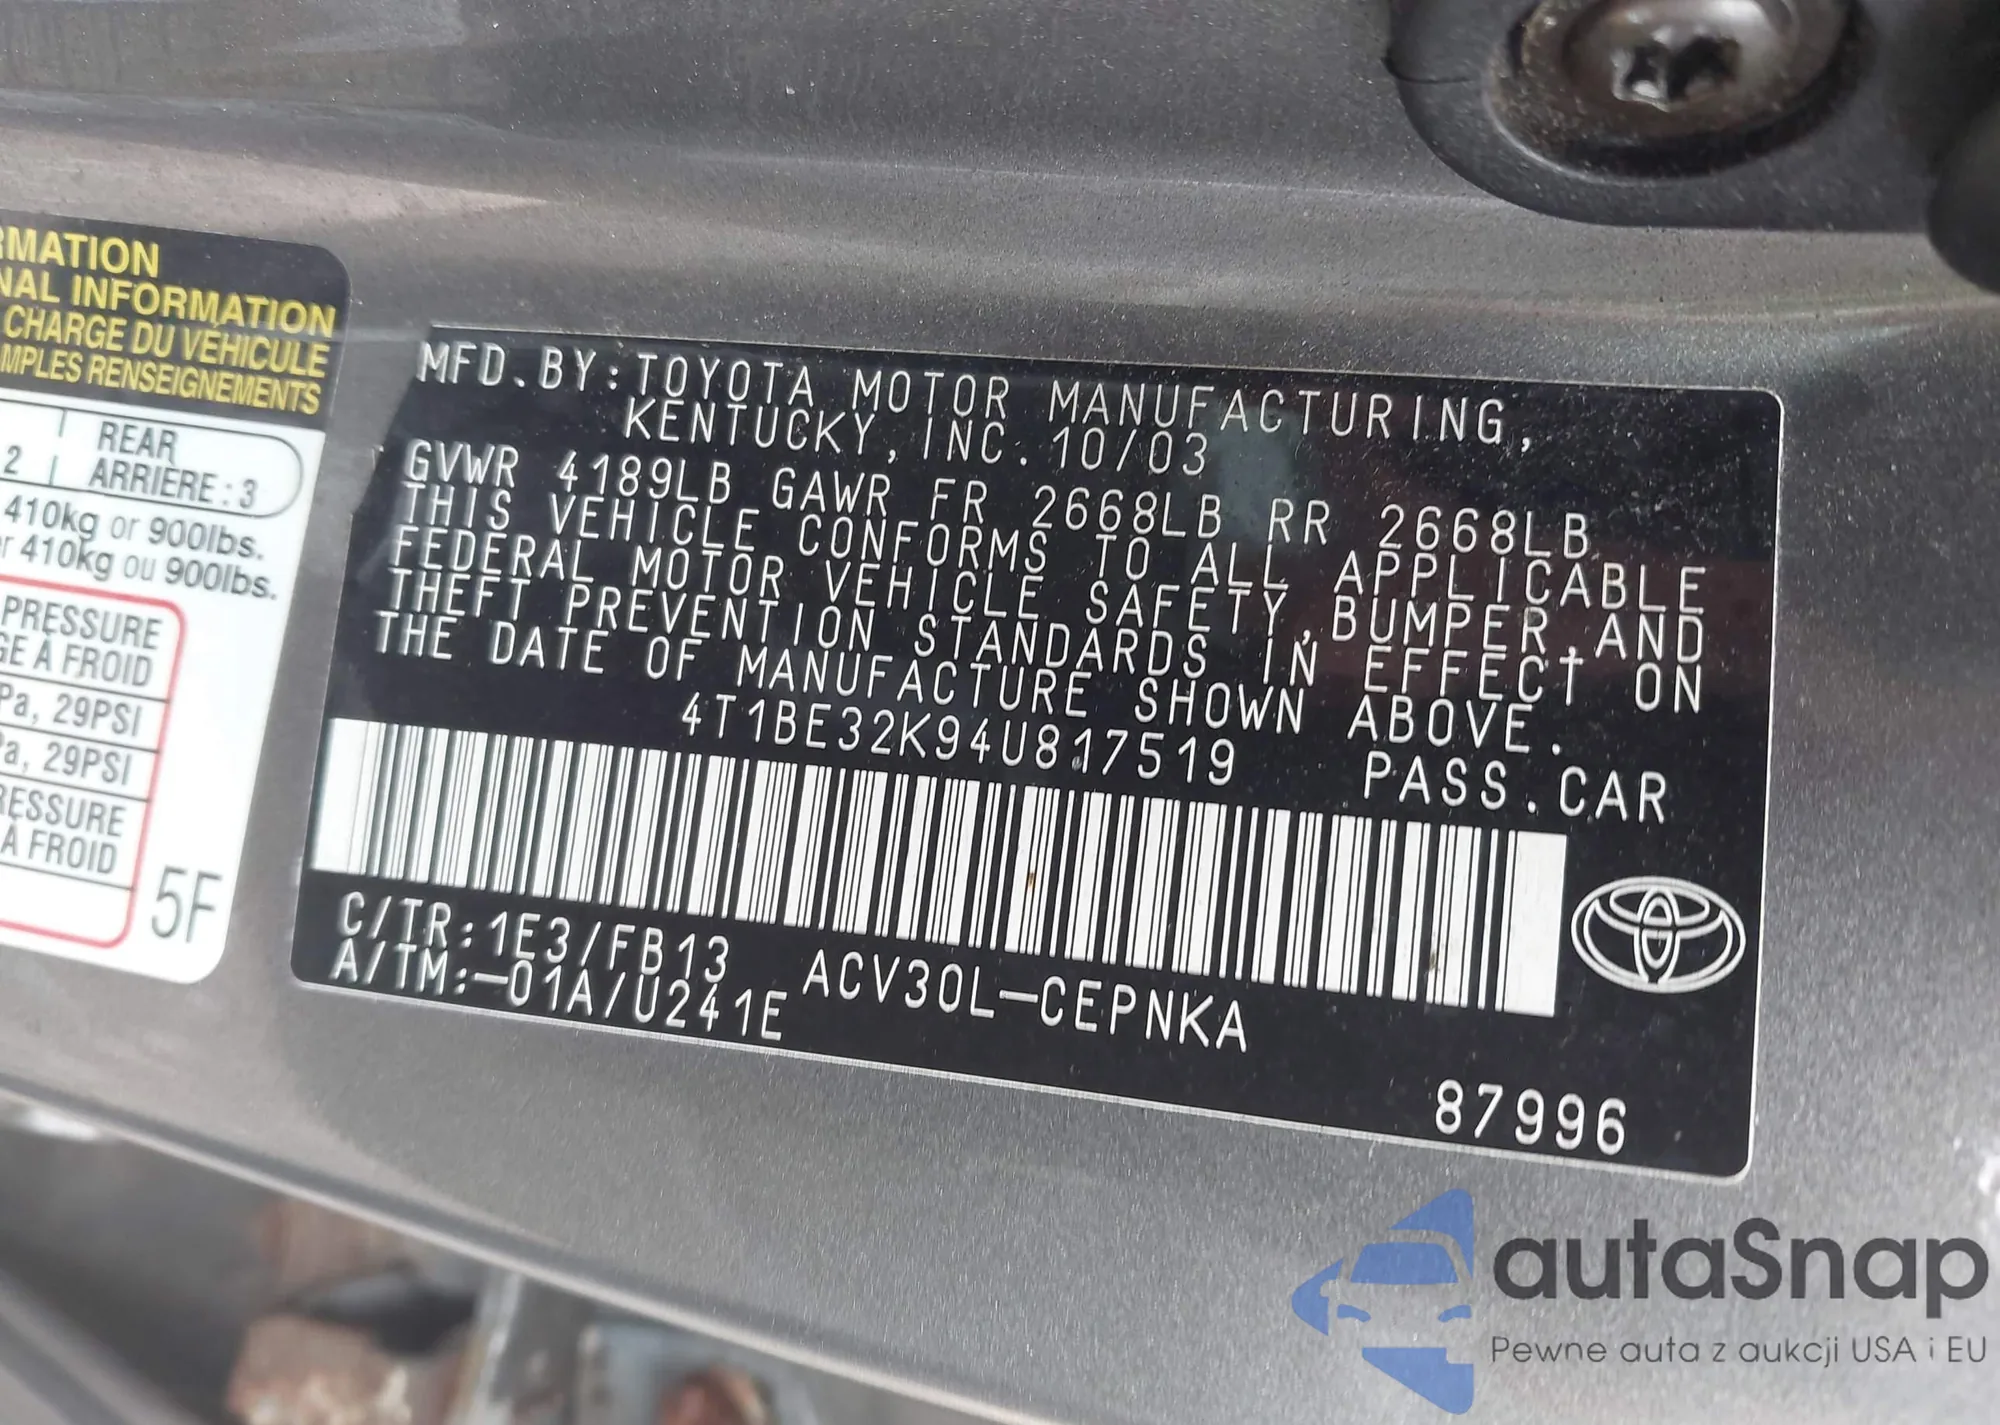 RMATION
NAL INFORMATION
CHARGE DU VÉHICULE
MPLES RENSEIGNEMENTS
2 REAR
ARRIÈRE : 3
410kg or 900lbs.
r 410kg ou 900lbs.
PRESSURE
GE À FROID
Pa, 29PSI
Pa, 29PSI
RESSURE
À FROID
5F
MFD.BY:TOYOTA MOTOR MANUFACTURING,
KENTUCKY,INC. 10/03
GVWR 4189LB GAWR FR 2668LB RR 2668LB
THIS VEHICLE CONFORMS TO ALL APPLICABLE
FEDERAL MOTOR VEHICLE SAFETY,BUMPER,AND
THEFT PREVENTION STANDARDS IN EFFECT ON
THE DATE OF MANUFACTURE SHOWN ABOVE.
4T1BE32K94U817519 PASS.CAR
C/TR:1E3/FB13 ACV30L-CEPNKA
A/TM:-01A/U241E
87996
autaSnap
Pewne auta z aukcji USA i EU